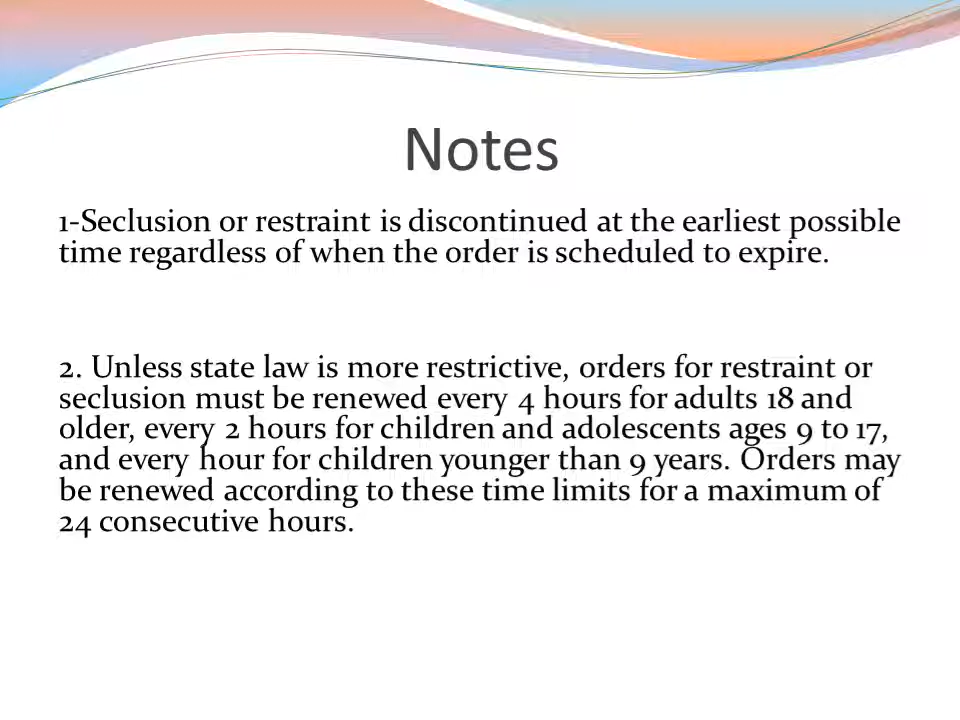 Notes
1-Seclusion or restraint is discontinued at the earliest possible
time regardless of when the order is scheduled to expire.
2. Unless state law is more restrictive, orders for restraint or
seclusion must be renewed every 4 hours for adults 18 and
older, every 2 hours for children and adolescents ages 9 to 17,
and every hour for children younger than 9 years. Orders may
be renewed according to these time limits for a maximum of
24 consecutive hours.